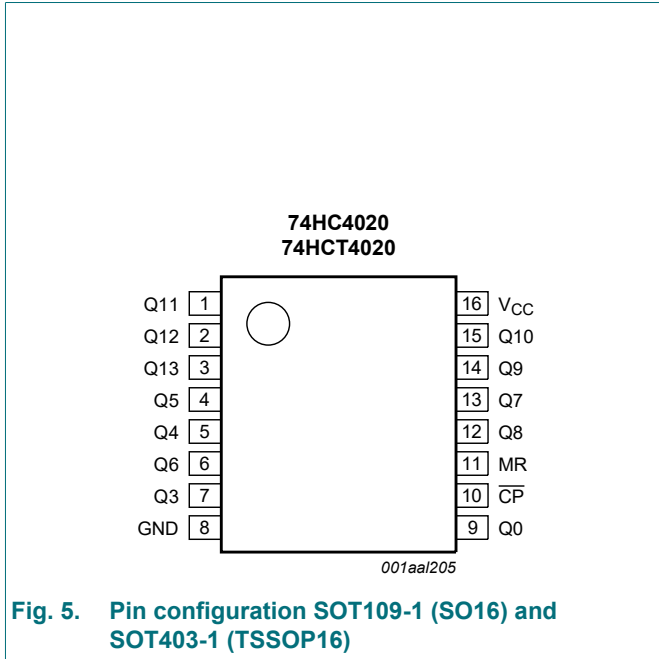 74HC4020
74HCT4020
Q11 1
Q12 2
Q13 3
Q5 4
Q4 5
Q6 6
Q3 7
GND 8
16 VCC
15 Q10
14 Q9
13 Q7
12 Q8
11 MR
10 C̅P̅
9 Q0
001aal205
Fig. 5. Pin configuration SOT109-1 (SO16) and
SOT403-1 (TSSOP16)